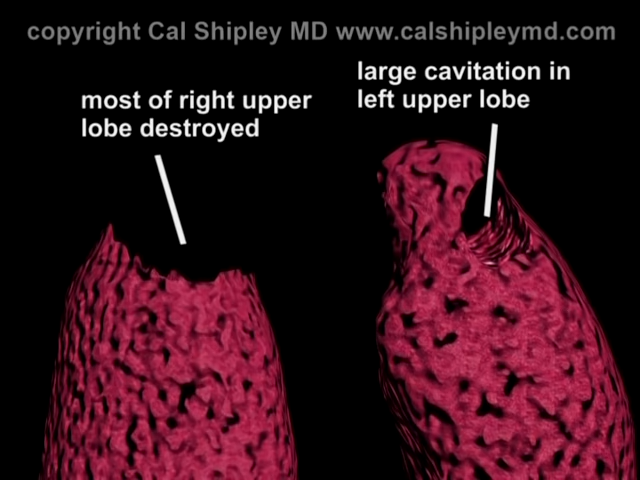 copyright Cal Shipley MD www.calshipleymd.com
most of right upper
lobe destroyed
large cavitation in
left upper lobe